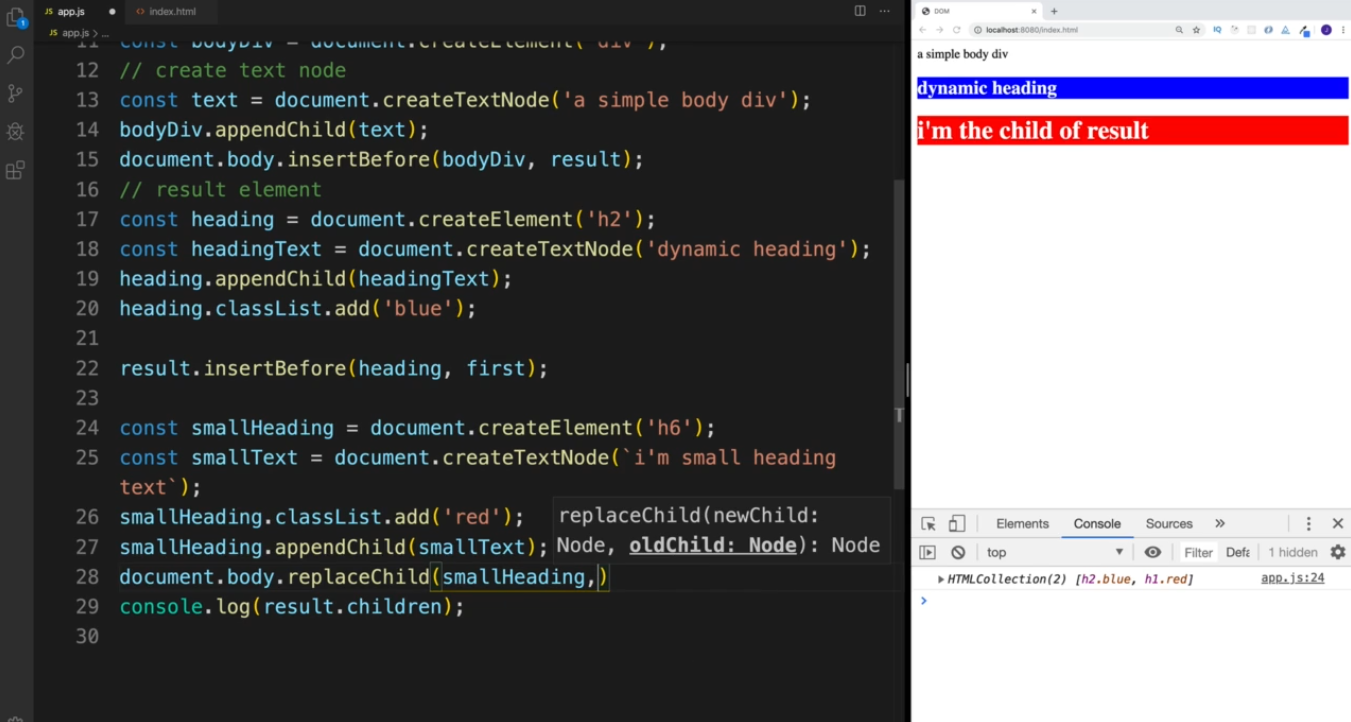 JS app.js
<> index.html
1
JS app.js > ...
11 const bodyDiv = document.createElement('div');
12 // create text node
13 const text = document.createTextNode('a simple body div');
14 bodyDiv.appendChild(text);
15 document.body.insertBefore(bodyDiv, result);
16 // result element
17 const heading = document.createElement('h2');
18 const headingText = document.createTextNode('dynamic heading');
19 heading.appendChild(headingText);
20 heading.classList.add('blue');
21
22 result.insertBefore(heading, first);
23
24 const smallHeading = document.createElement('h6');
25 const smallText = document.createTextNode(`i'm small heading
text`);
26 smallHeading.classList.add('red');
27 smallHeading.appendChild(smallText);
28 document.body.replaceChild(smallHeading,)
29 console.log(result.children);
30
replaceChild(newChild:
Node, oldChild: Node): Node
DOM
localhost:8080/index.html
IQ
J
a simple body div
dynamic heading
i'm the child of result
Elements Console Sources »
top Filter Defa 1 hidden
HTMLCollection(2) [h2.blue, h1.red] app.js:24